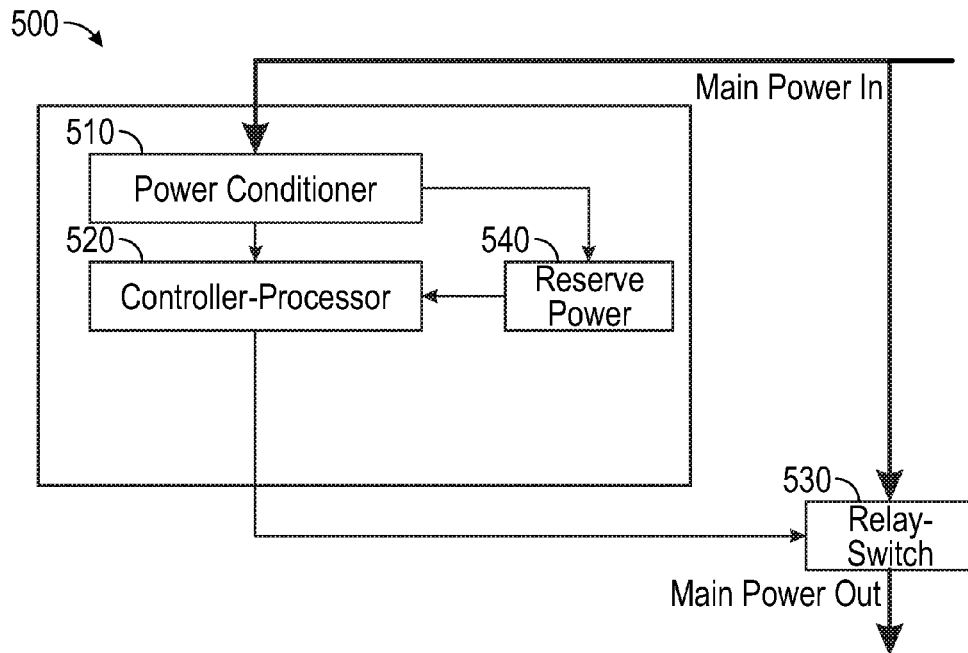 500
Main Power In
510
Power Conditioner
520
540
Controller-Processor
Reserve
Power
530
Relay-
Switch
Main Power Out